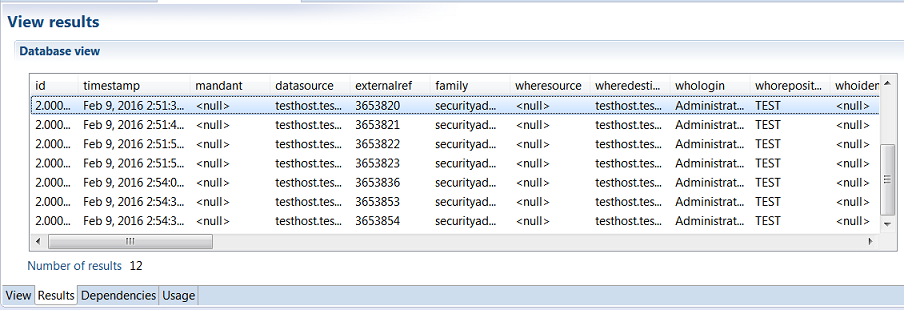 View results
Database view
id timestamp mandant datasource externalref family wheresource wheredesti... whologin whoreposit... whoiden
2.000... Feb 9, 2016 2:51:3... <null> testhost.tes... 3653820 securityad... <null> testhost.tes... Administrat... TEST <null>
2.000... Feb 9, 2016 2:51:4... <null> testhost.tes... 3653821 securityad... <null> testhost.tes... Administrat... TEST <null>
2.000... Feb 9, 2016 2:51:5... <null> testhost.tes... 3653822 securityad... <null> testhost.tes... Administrat... TEST <null>
2.000... Feb 9, 2016 2:51:5... <null> testhost.tes... 3653823 securityad... <null> testhost.tes... Administrat... TEST <null>
2.000... Feb 9, 2016 2:54:0... <null> testhost.tes... 3653836 securityad... <null> testhost.tes... Administrat... TEST <null>
2.000... Feb 9, 2016 2:54:3... <null> testhost.tes... 3653853 securityad... <null> testhost.tes... Administrat... TEST <null>
2.000... Feb 9, 2016 2:54:3... <null> testhost.tes... 3653854 securityad... <null> testhost.tes... Administrat... TEST <null>
Number of results 12
View Results Dependencies Usage